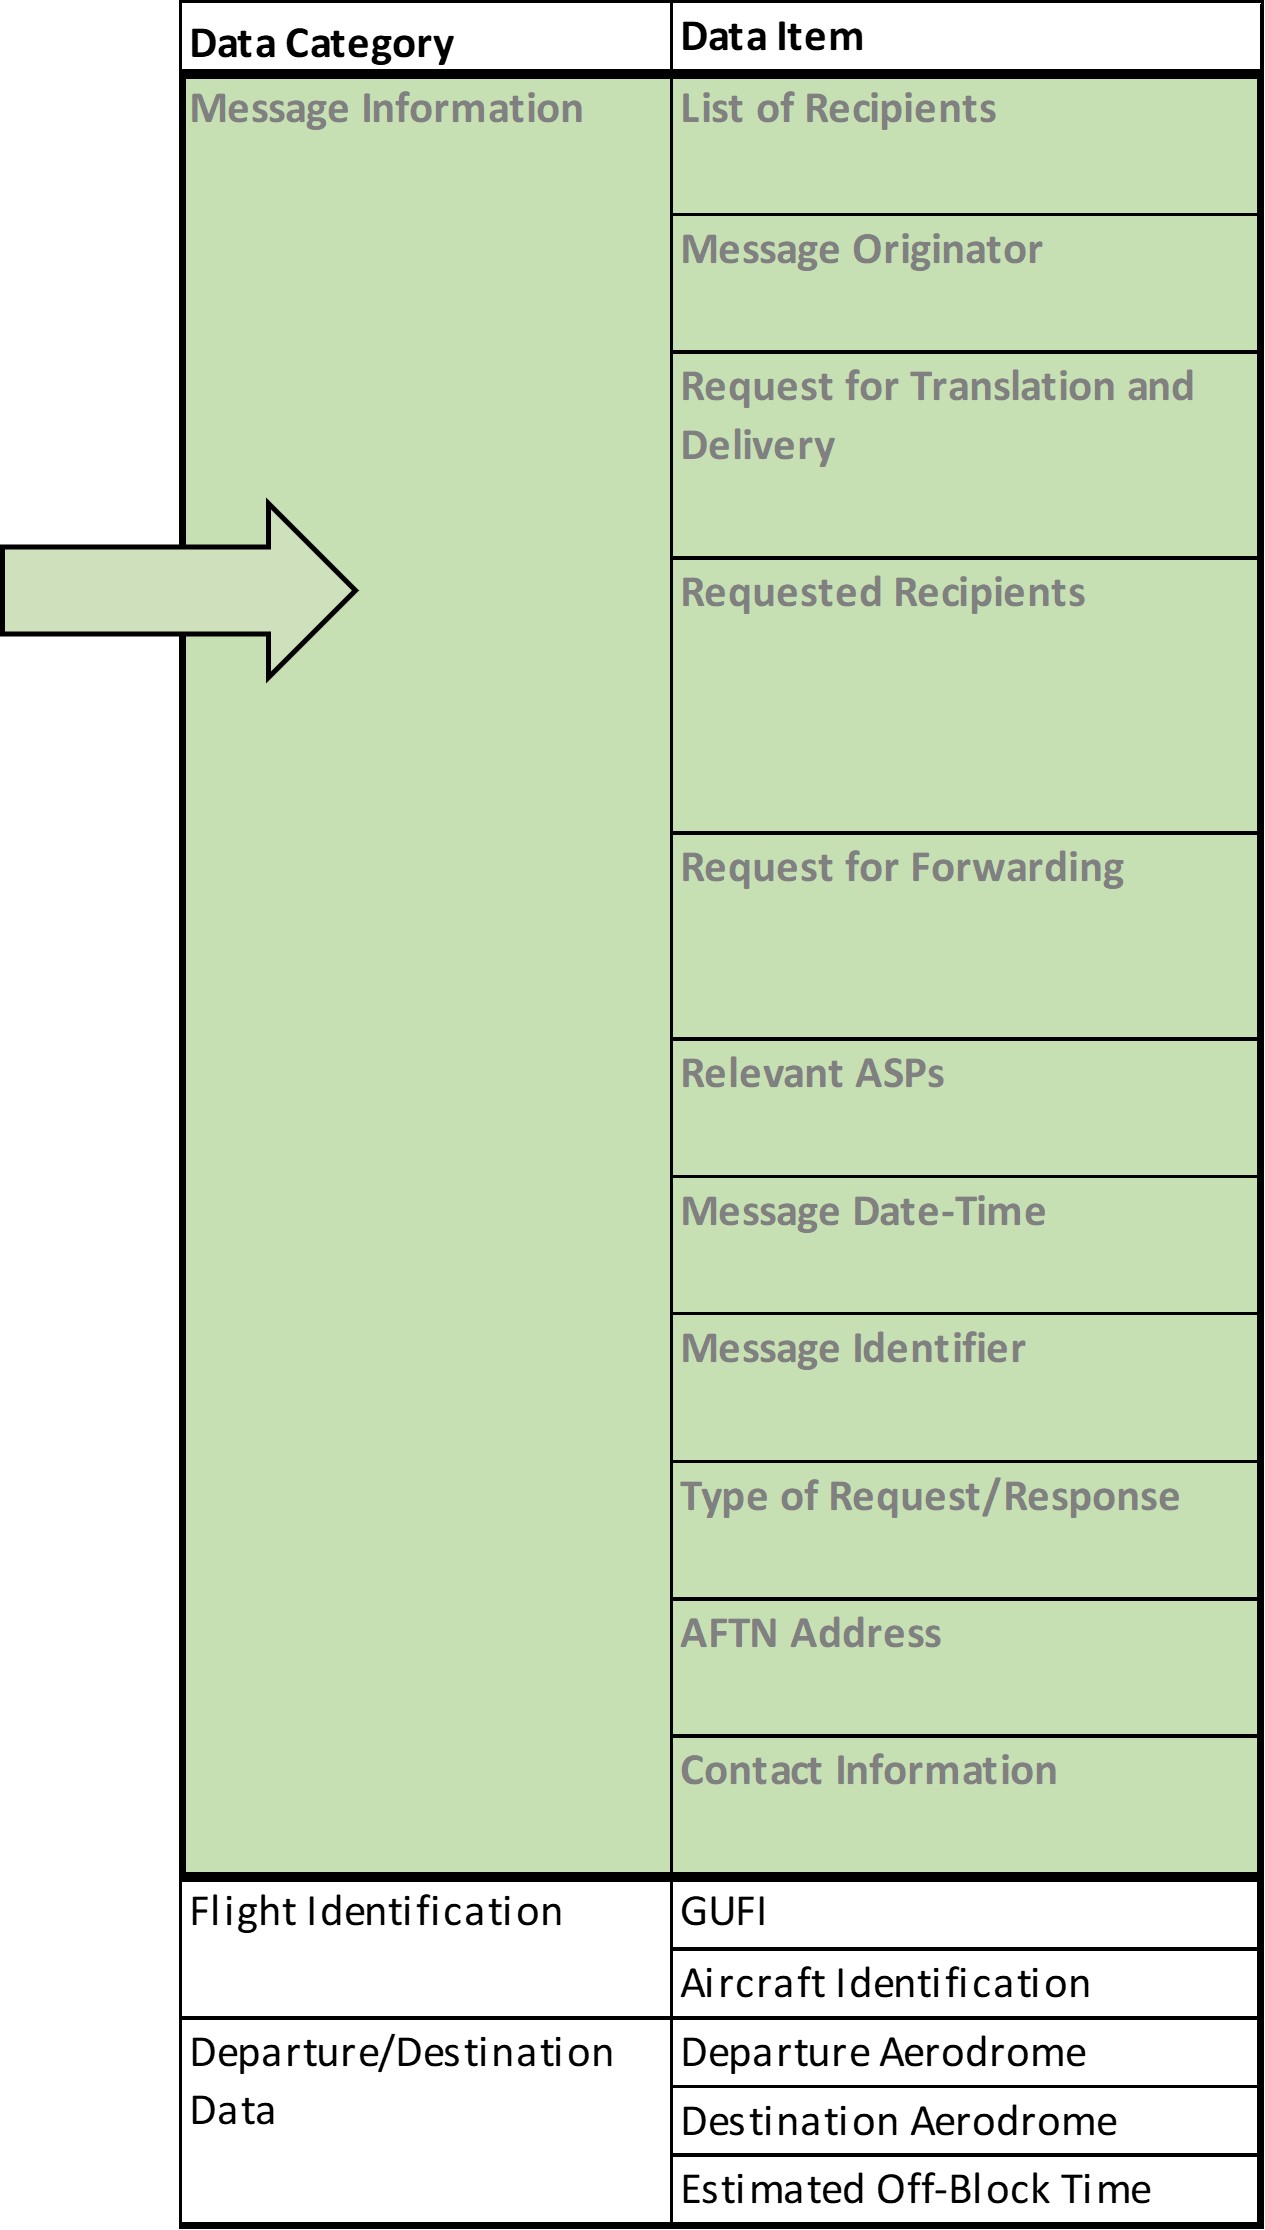 Data Category
Data Item
Message Information
List of Recipients
Message Originator
Request for Translation and
Delivery
Requested Recipients
Request for Forwarding
Relevant ASPs
Message Date-Time
Message Identifier
Type of Request/Response
AFTN Address
Contact Information
Flight Identification
GUFI
Aircraft Identification
Departure/Destination
Data
Departure Aerodrome
Destination Aerodrome
Estimated Off-Block Time